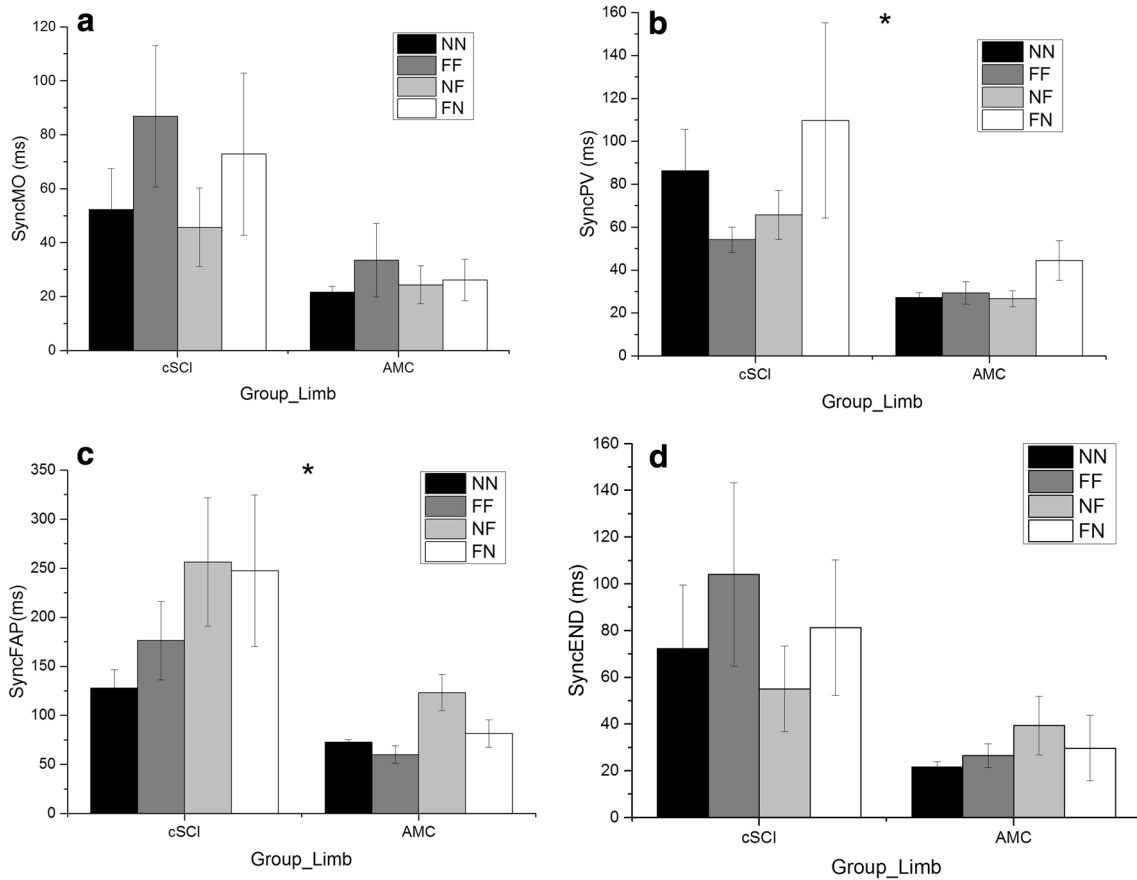 a
120
100
80
60
40
20
0
SyncMO (ms)
NN
FF
NF
FN
cSCI
AMC
Group_Limb
b
*
160
140
120
100
80
60
40
20
0
SyncPV (ms)
NN
FF
NF
FN
cSCI
AMC
Group_Limb
c
*
350
300
250
200
150
100
50
0
SyncFAP(ms)
NN
FF
NF
FN
cSCI
AMC
Group_Limb
d
160
140
120
100
80
60
40
20
0
SyncEND (ms)
NN
FF
NF
FN
cSCI
AMC
Group_Limb